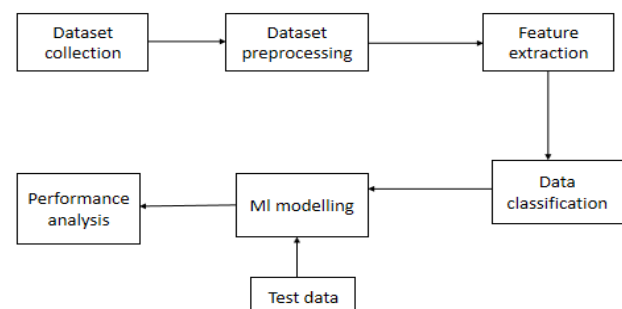 Dataset
collection
Dataset
preprocessing
Feature
extraction
Data
classification
Ml modelling
Performance
analysis
Test data